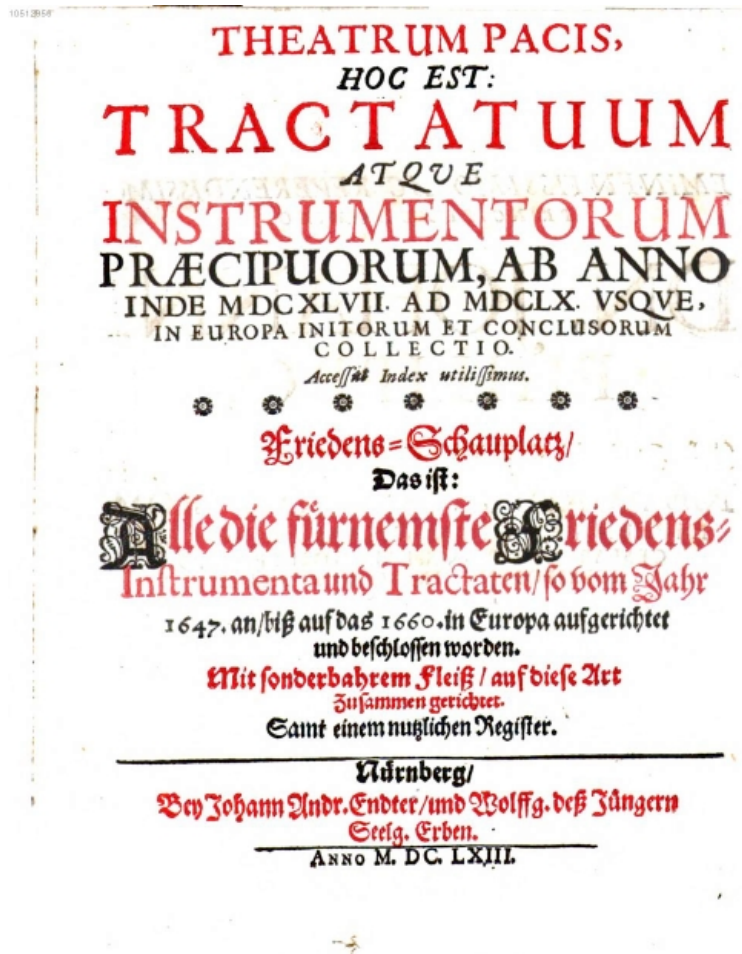 10512956
THEATRUM PACIS,
HOC EST:
TRACTATUUM
ATQVE
INSTRUMENTORUM
PRÆCIPUORUM, AB ANNO
INDE MDCXLVII. AD MDCLX. VSQVE,
IN EUROPA INITORUM ET CONCLUSORUM
COLLECTIO.
Accessit Index utilissimus.
Friedens-Schauplatz/
Das ist:
Alle die fürnemste Friedens-
Instrumenta und Tractaten/ so vom Jahr
1647. an/ biß auf das 1660. in Europa aufgerichtet
und beschlossen worden.
Mit sonderbahrem Fleiß/ auf diese Art
Zusammen gerichtet.
Samt einem nutzlichen Register.
Nürnberg/
Bey Johann Andr. Endter/ und Wolffg. deß Jüngern
Seelg. Erben.
ANNO M. DC. LXIII.